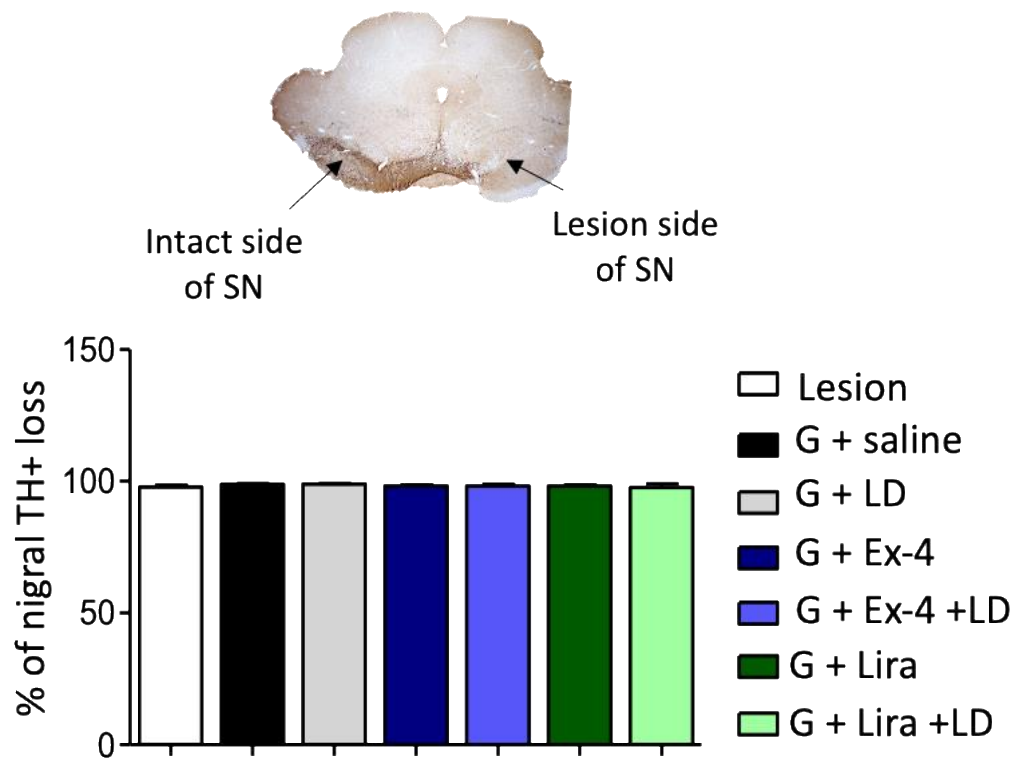 Intact side
of SN
Lesion side
of SN
% of nigral TH+ loss
150
100
50
0
Lesion
G + saline
G + LD
G + Ex-4
G + Ex-4 +LD
G + Lira
G + Lira +LD